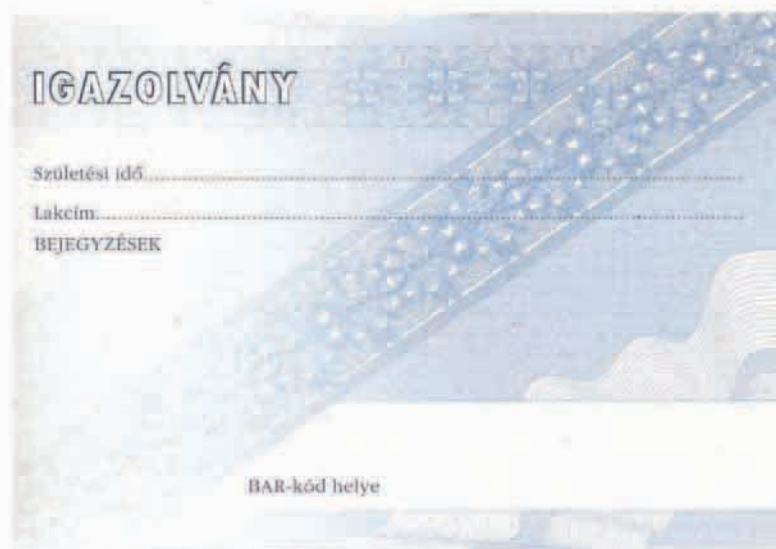 IGAZOLVÁNY
Születési idő
Lakcím:
BEJEGYZÉSEK
BAR-kód helye